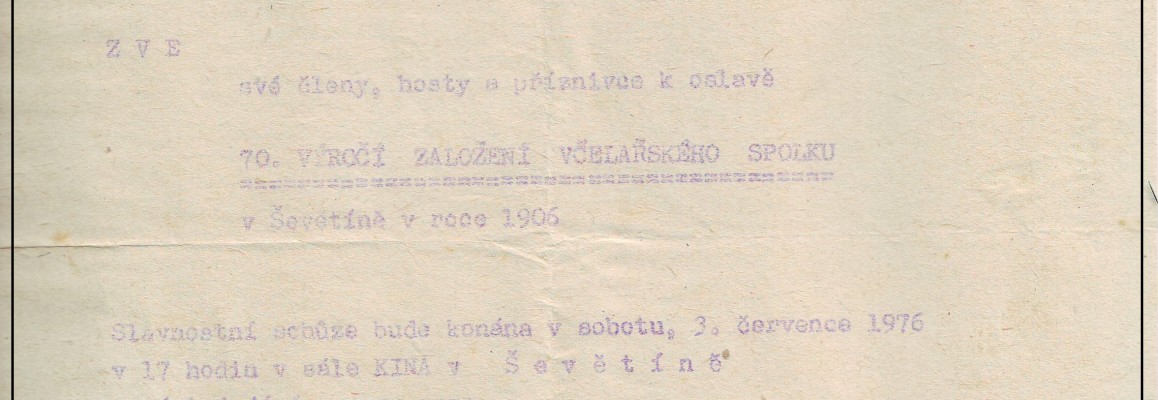 Z V E
své členy, hosty a příznivce k oslavě
70. VÝROČÍ ZALOŽENÍ VČELAŘSKÉHO SPOLKU
v Ševětíně v roce 1906
Slavnostní schůze bude konána v sobotu, 3. července 1976
v 17 hodin v sále KINA v Š e v ě t í n ě